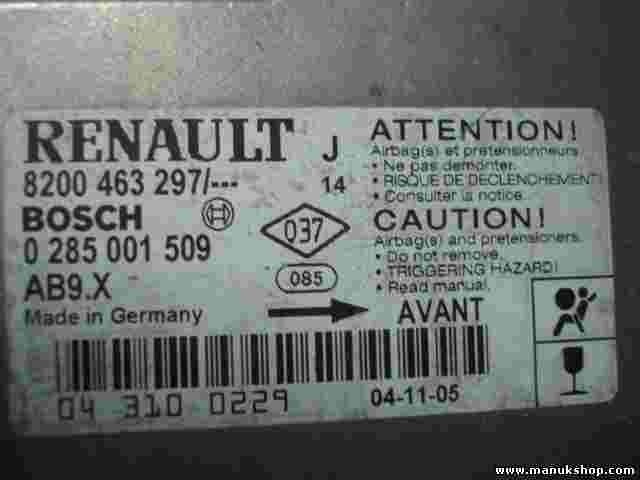 RENAULT J
8200 463 297/--- 14
BOSCH
0 285 001 509
AB9.X
Made in Germany
037
085
AVANT
ATTENTION!
Airbag(s) et pretensionneurs
• Ne pas demonter.
• RISQUE DE DECLENCHEMENT!
• Consulter la notice.
CAUTION!
Airbag(s) and pretensioners.
• Do not remove.
• TRIGGERING HAZARD!
• Read manual.
04 310 0229
04-11-05
www.manukshop.com